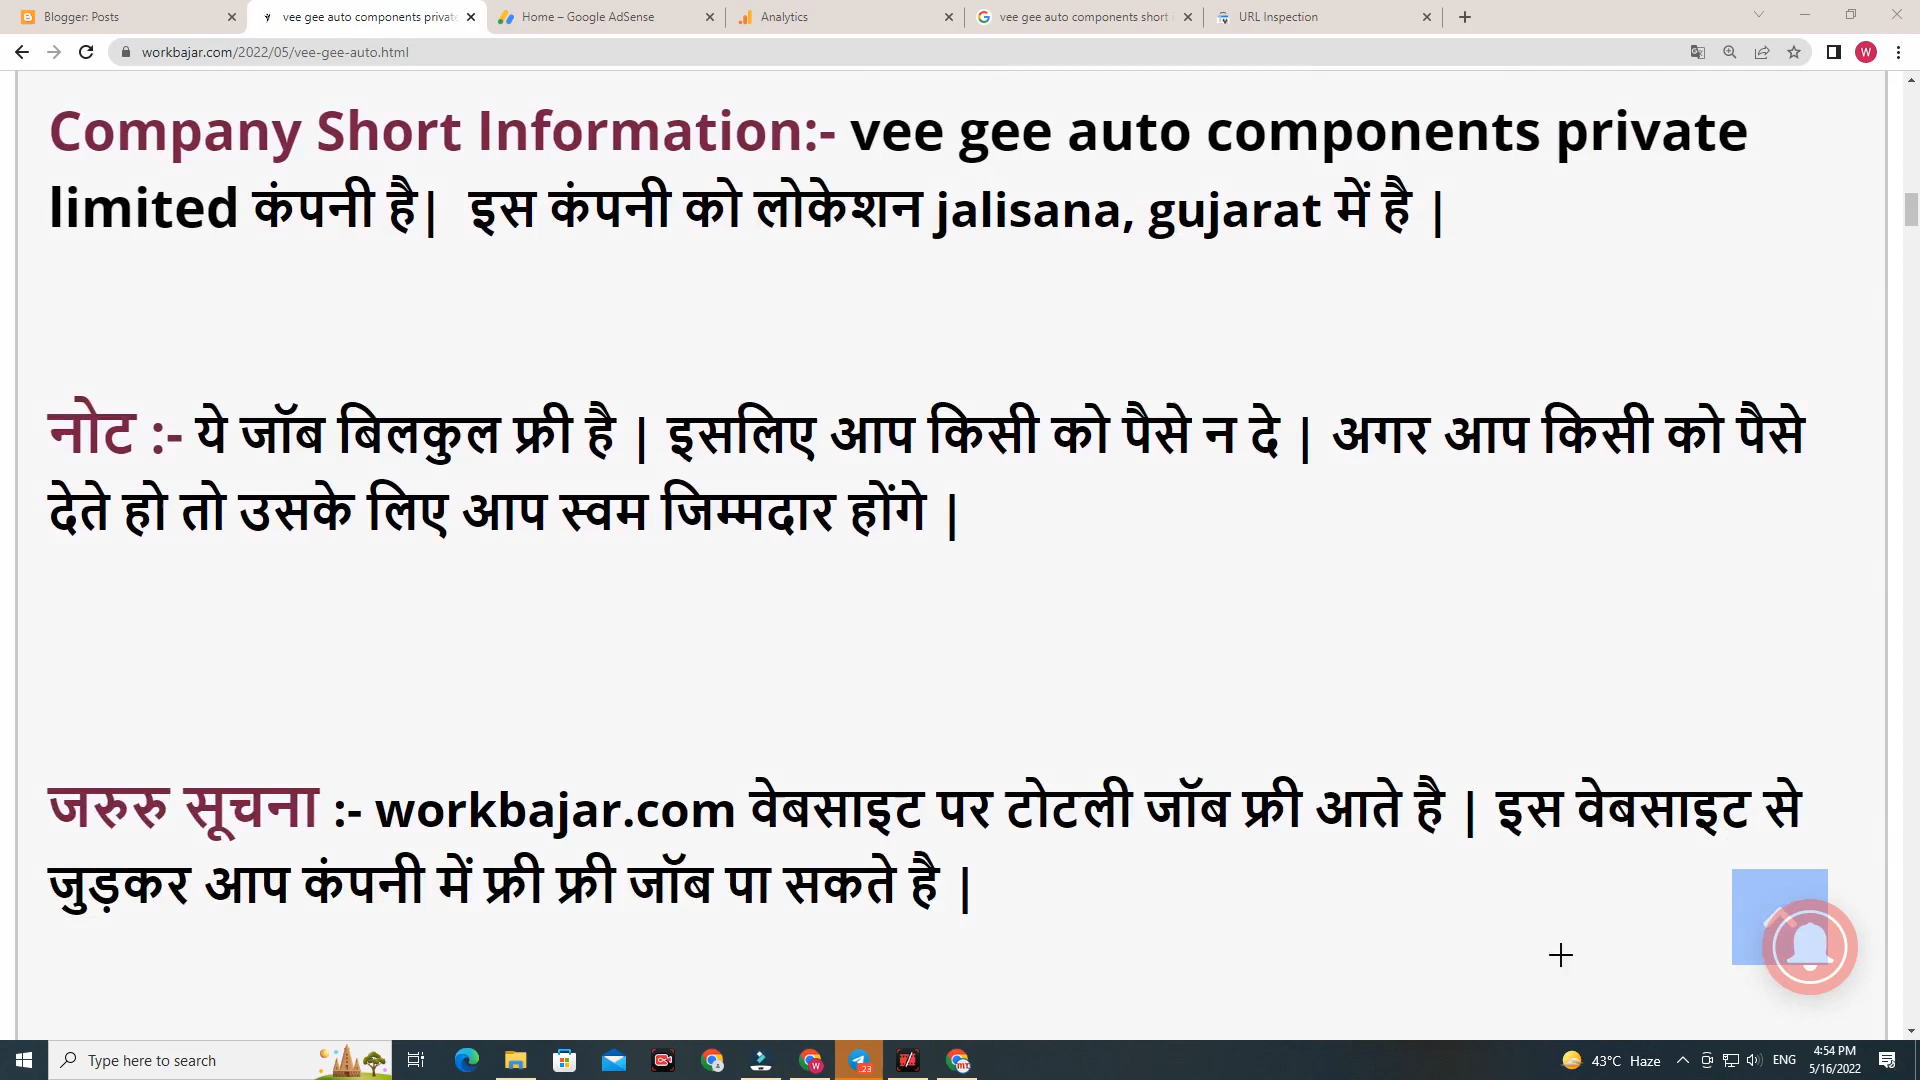 Blogger: Posts
vee gee auto components private
Home – Google AdSense
Analytics
vee gee auto components short
URL Inspection
workbajar.com/2022/05/vee-gee-auto.html
W
Company Short Information:- vee gee auto components private
limited कंपनी है| इस कंपनी को लोकेशन jalisana, gujarat में है |
नोट :- ये जॉब बिलकुल फ्री है | इसलिए आप किसी को पैसे न दे | अगर आप किसी को पैसे
देते हो तो उसके लिए आप स्वम जिम्मदार होंगे |
जरुरु सूचना :- workbajar.com वेबसाइट पर टोटली जॉब फ्री आते है | इस वेबसाइट से
जुड़कर आप कंपनी में फ्री फ्री जॉब पा सकते है |
Type here to search
23
43°C Haze
ENG
4:54 PM
5/16/2022